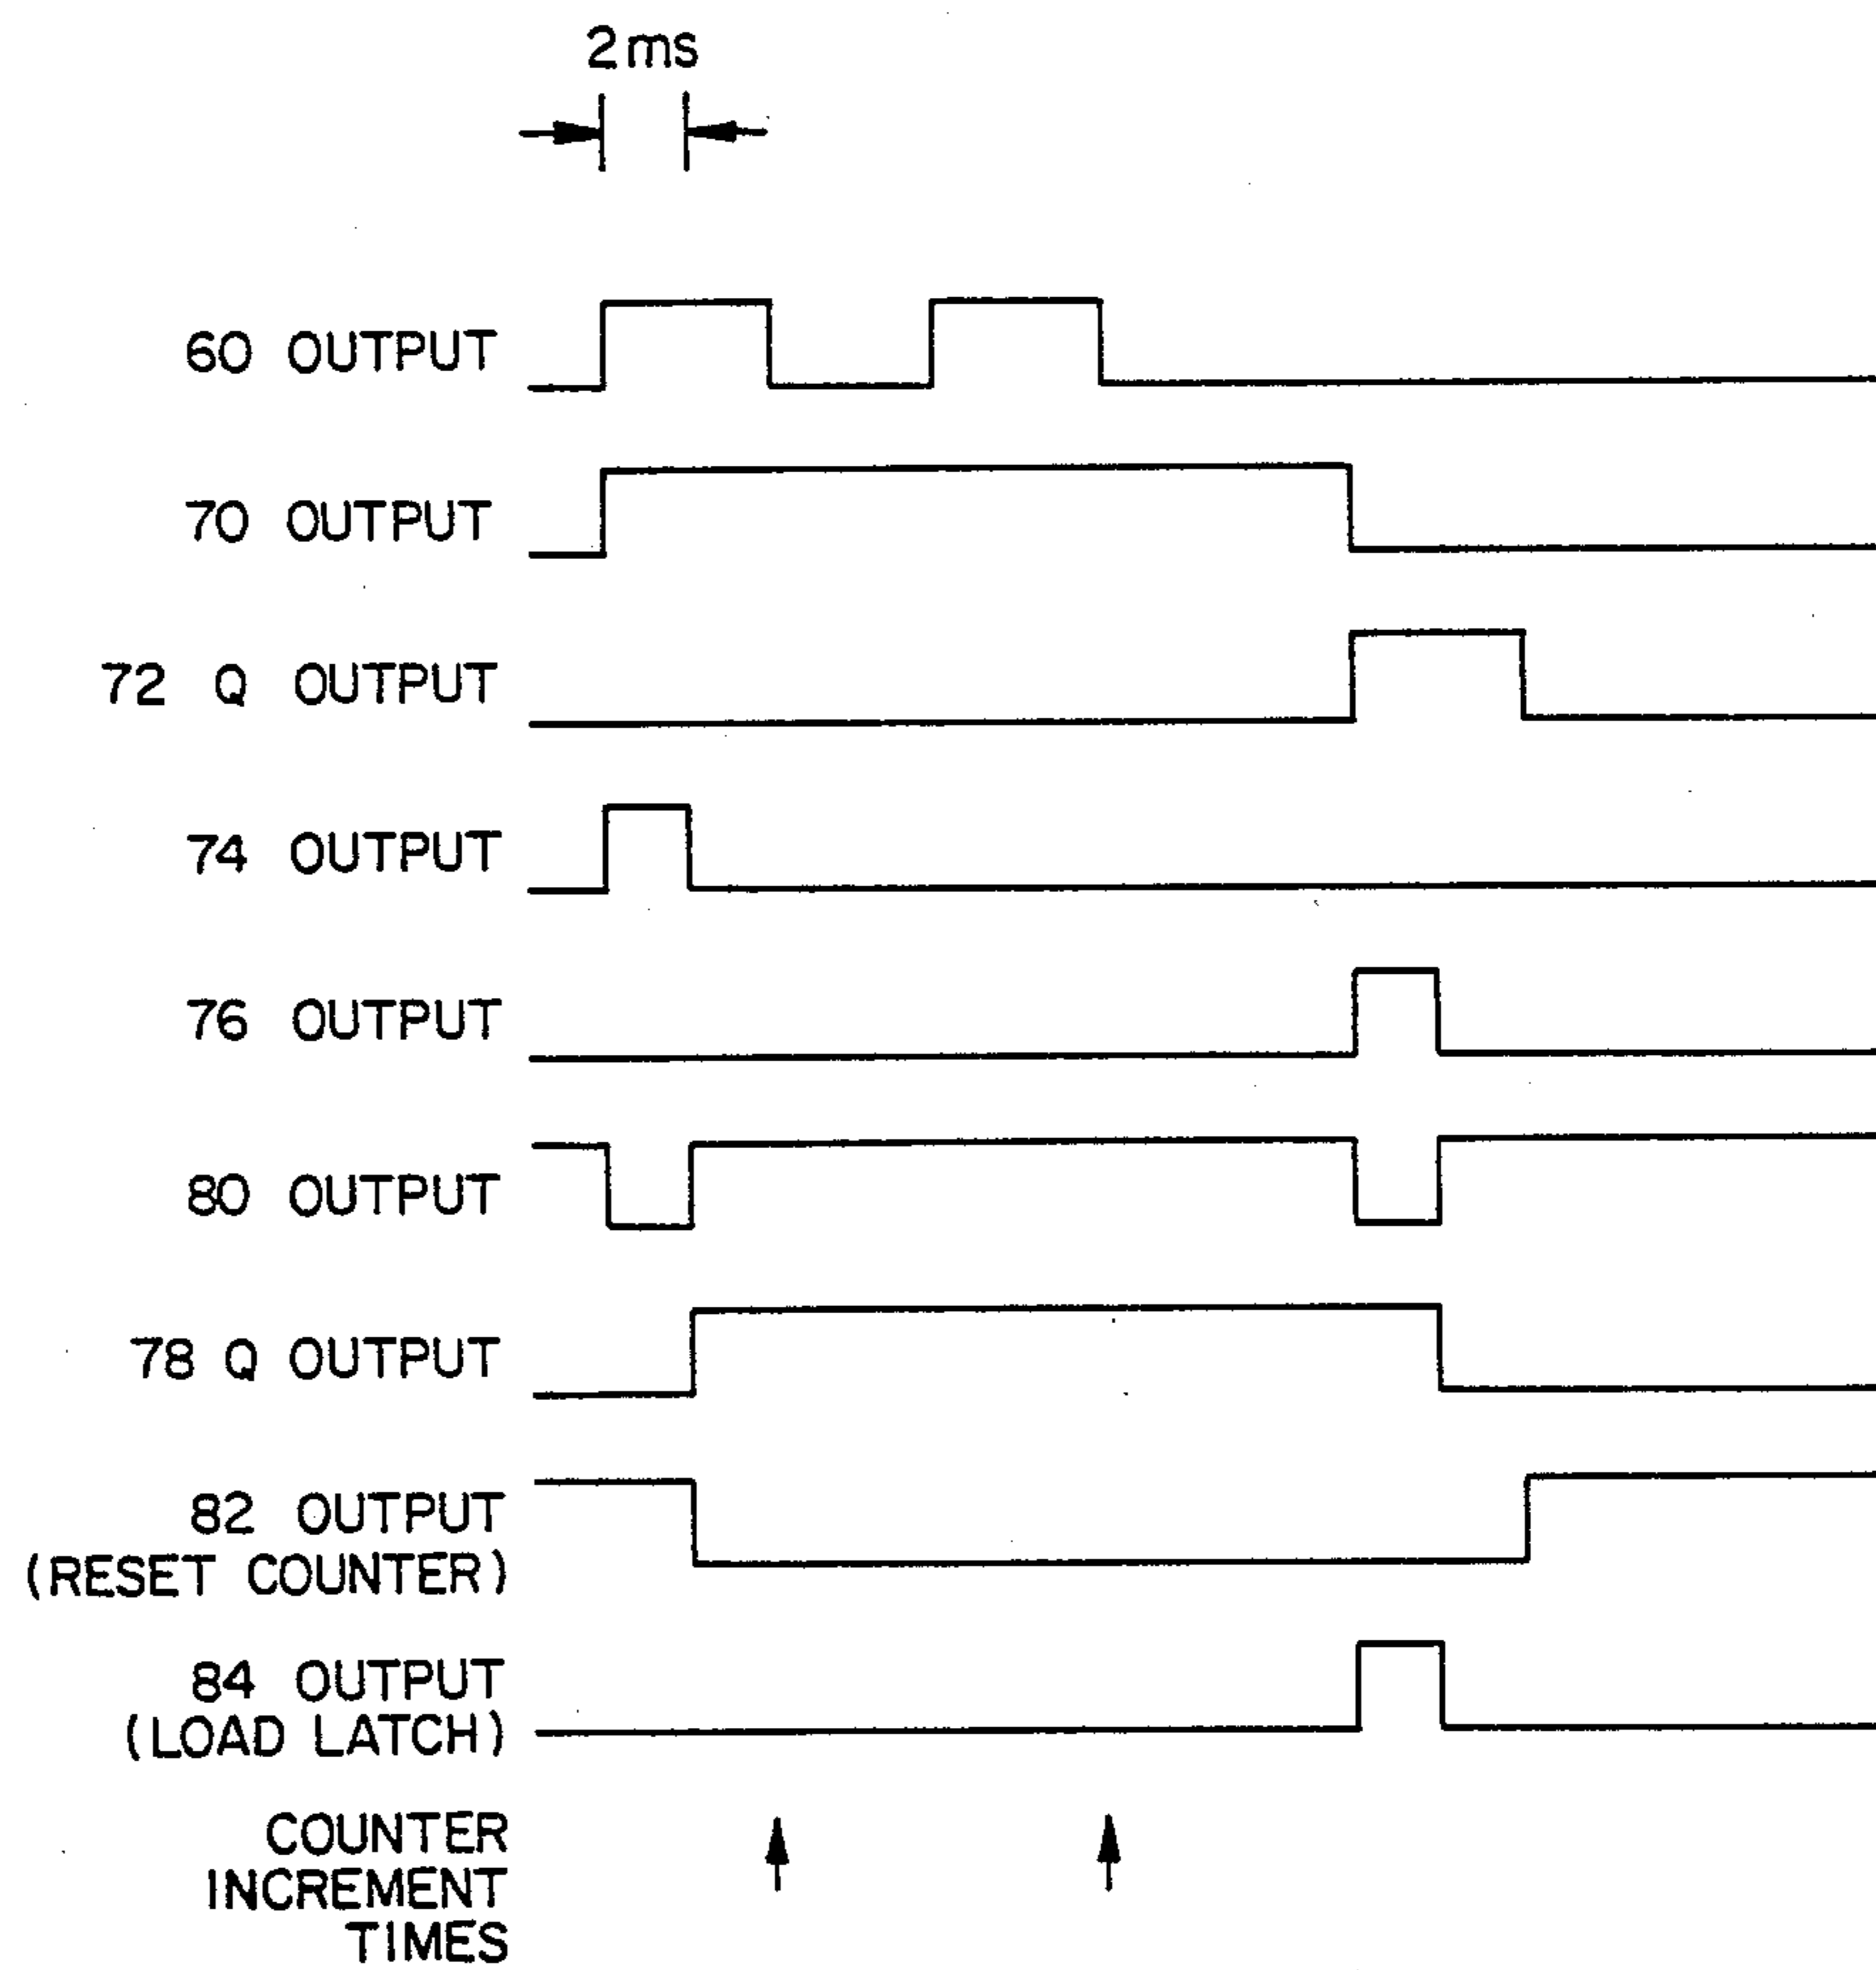 2ms
60 OUTPUT
70 OUTPUT
72 Q OUTPUT
74 OUTPUT
76 OUTPUT
80 OUTPUT
78 Q OUTPUT
82 OUTPUT
(RESET COUNTER)
84 OUTPUT
(LOAD LATCH)
COUNTER
INCREMENT
TIMES